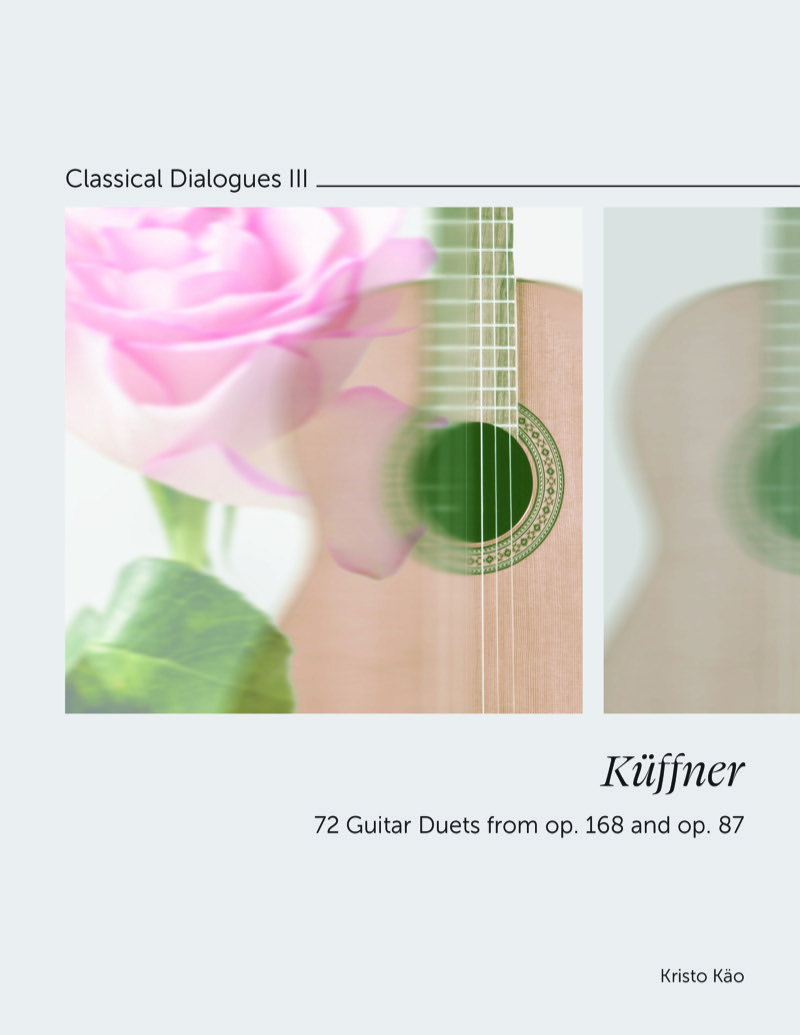 Classical Dialogues III
Küffner
72 Guitar Duets from op. 168 and op. 87
Kristo Käo